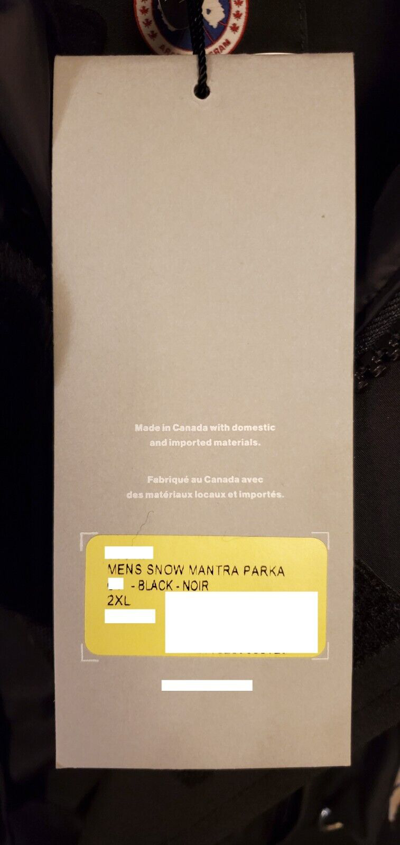 Made in Canada with domestic
and imported materials.
Fabriqué au Canada avec
des matériaux locaux et importés.
MENS SNOW MANTRA PARKA
- BLACK - NOIR
2XL